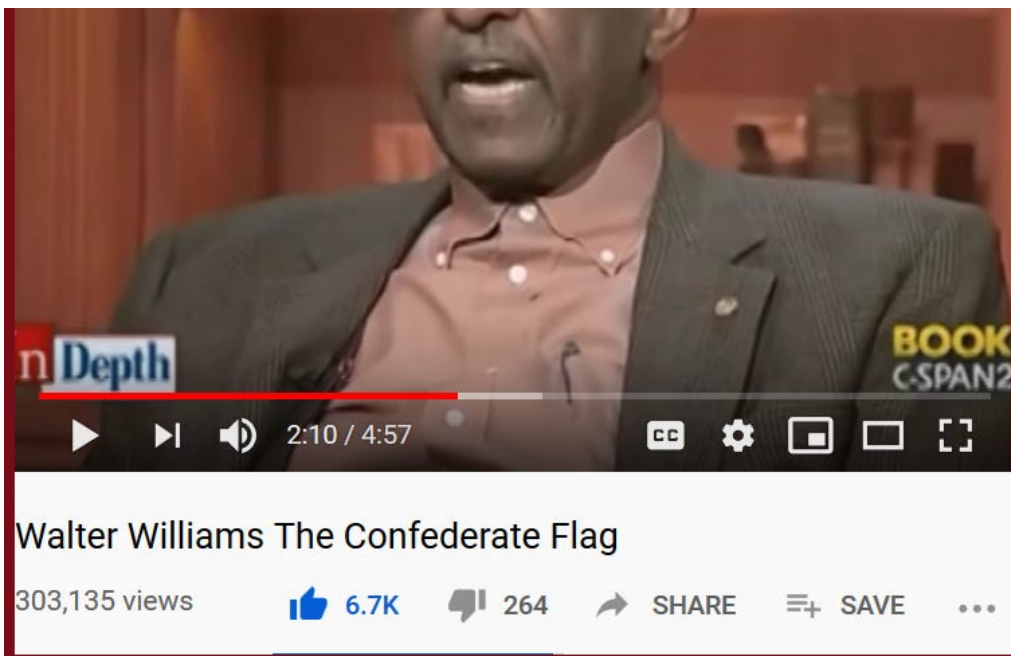 n Depth
BOOK
C-SPAN2
2:10 / 4:57
CC
Walter Williams The Confederate Flag
303,135 views 6.7K 264 SHARE SAVE